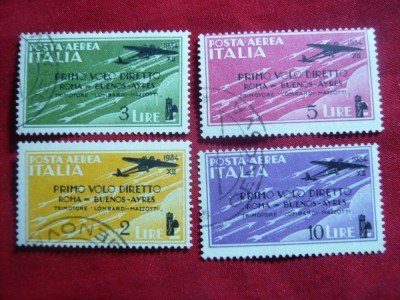 POSTA-AEREA 1934
ITALIA XII
PRIMO VOLO DIRETTO
ROMA = BUENOS-AYRES
TRIMOTORE "LOMBARDI-MAZZOTTI"
3 LIRE
POSTA-AEREA 1934
ITALIA XII
PRIMO VOLO DIRETTO
ROMA = BUENOS-AYRES
TRIMOTORE "LOMBARDI-MAZZOTTI"
5 LIRE
POSTA-AEREA 1934
ITALIA XII
PRIMO VOLO DIRETTO
ROMA = BUENOS-AYRES
TRIMOTORE "LOMBARDI-MAZZOTTI"
2 LIRE
POSTA-AEREA 1934
ITALIA XII
PRIMO VOLO DIRETTO
ROMA = BUENOS-AYRES
TRIMOTORE "LOMBARDI-MAZZOTTI"
10 LIRE